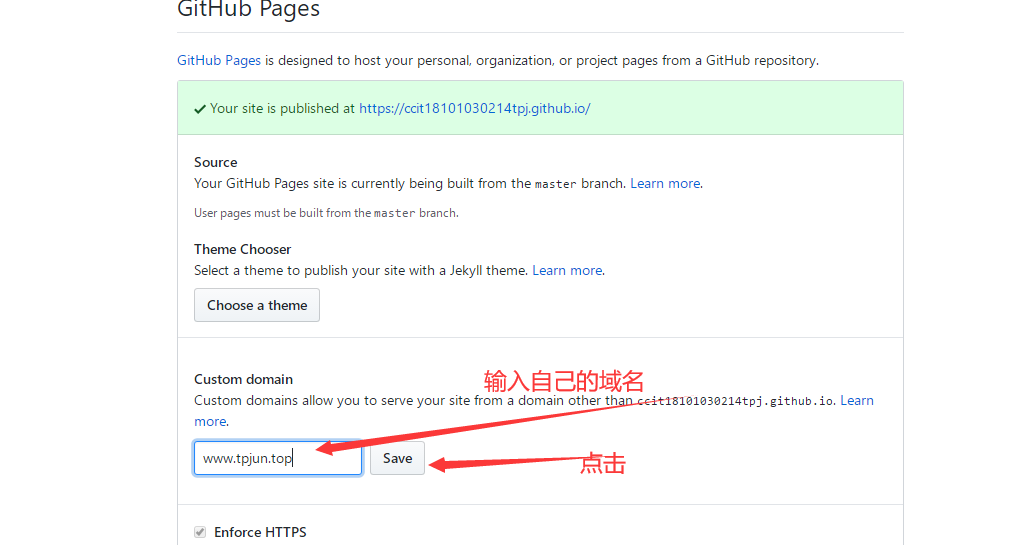 GitHub Pages
GitHub Pages is designed to host your personal, organization, or project pages from a GitHub repository.
Your site is published at https://ccit18101030214tpj.github.io/
Source
Your GitHub Pages site is currently being built from the master branch. Learn more.
User pages must be built from the master branch.
Theme Chooser
Select a theme to publish your site with a Jekyll theme. Learn more.
Choose a theme
Custom domain
输入自己的域名
Custom domains allow you to serve your site from a domain other than ccit18101030214tpj.github.io. Learn
more.
www.tpjun.top
Save
点击
Enforce HTTPS